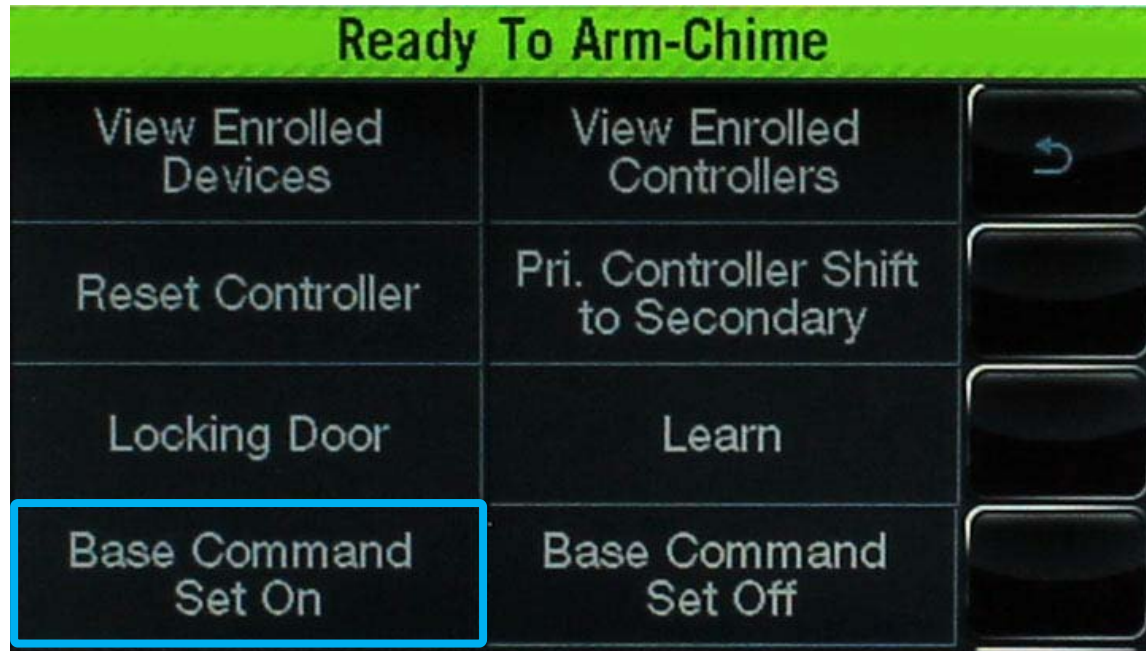 Ready To Arm-Chime
View Enrolled
Devices
View Enrolled
Controllers
Reset Controller
Pri. Controller Shift
to Secondary
Locking Door
Learn
Base Command
Set On
Base Command
Set Off